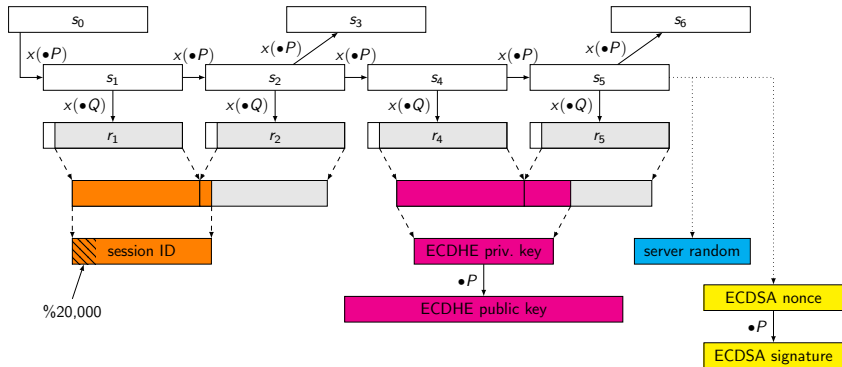 s0 s3 s6
x(•P) x(•P) x(•P) x(•P) x(•P) x(•P)
s1 s2 s4 s5
x(•Q) x(•Q) x(•Q) x(•Q)
r1 r2 r4 r5
session ID ECDHE priv. key server random
•P
%20,000 ECDHE public key ECDSA nonce
•P
ECDSA signature